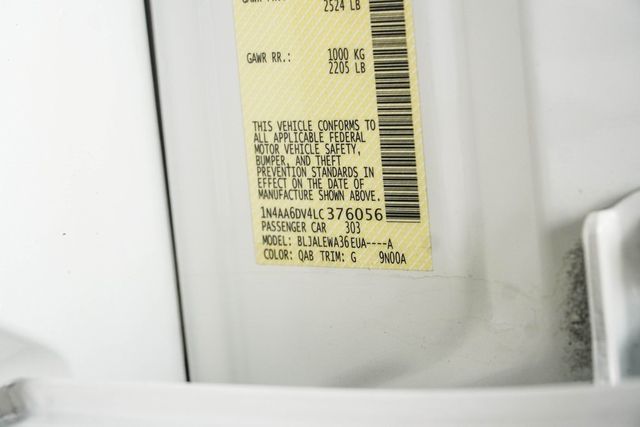 2524 LB
GAWR RR.: 1000 KG
2205 LB
THIS VEHICLE CONFORMS TO
ALL APPLICABLE FEDERAL
MOTOR VEHICLE SAFETY,
BUMPER, AND THEFT
PREVENTION STANDARDS IN
EFFECT ON THE DATE OF
MANUFACTURE SHOWN ABOVE.
1N4AA6DV4LC376056
PASSENGER CAR 303
MODEL: BLJALEWA36EUA----A
COLOR: QAB TRIM: G 9N00A